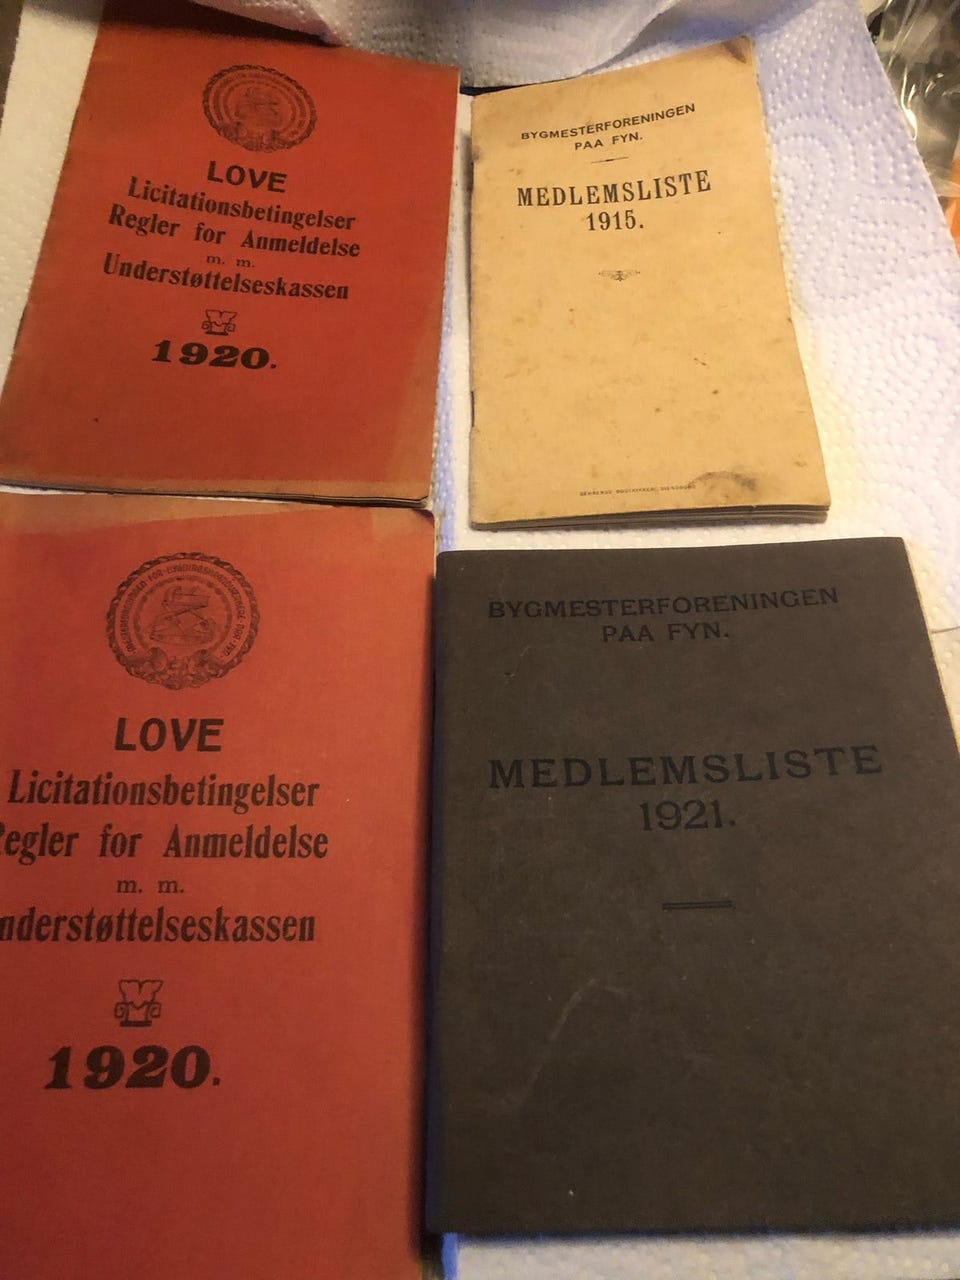 LOVE
Licitationsbetingelser
Regler for Anmeldelse
m. m.
Understøttelseskassen
1920.
BYGMESTERFORENINGEN
PAA FYN.
MEDLEMSLISTE
1915.
LOVE
Licitationsbetingelser
egler for Anmeldelse
m. m.
nderstøttelseskassen
1920.
BYGMESTERFORENINGEN
PAA FYN.
MEDLEMSLISTE
1921.